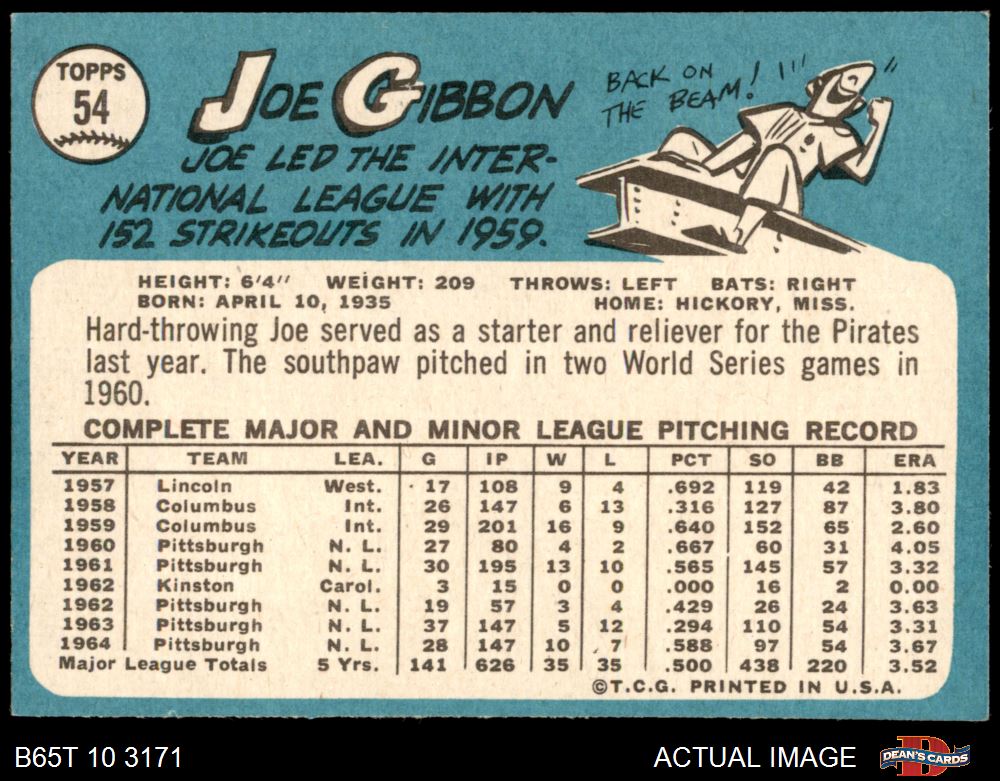 TOPPS
54
JOE GIBBON
BACK ON
THE BEAM!
JOE LED THE INTER-
NATIONAL LEAGUE WITH
152 STRIKEOUTS IN 1959.
HEIGHT: 6'4" WEIGHT: 209 THROWS: LEFT BATS: RIGHT
BORN: APRIL 10, 1935 HOME: HICKORY, MISS.
Hard-throwing Joe served as a starter and reliever for the Pirates
last year. The southpaw pitched in two World Series games in
1960.
COMPLETE MAJOR AND MINOR LEAGUE PITCHING RECORD
YEAR TEAM LEA. G IP W L PCT SO BB ERA
1957 Lincoln West. 17 108 9 4 .692 119 42 1.83
1958 Columbus Int. 26 147 6 13 .316 127 87 3.80
1959 Columbus Int. 29 201 16 9 .640 152 65 2.60
1960 Pittsburgh N. L. 27 80 4 2 .667 60 31 4.05
1961 Pittsburgh N. L. 30 195 13 10 .565 145 57 3.32
1962 Kinston Carol. 3 15 0 0 .000 16 2 0.00
1962 Pittsburgh N. L. 19 57 3 4 .429 26 24 3.63
1963 Pittsburgh N. L. 37 147 5 12 .294 110 54 3.31
1964 Pittsburgh N. L. 28 147 10 7 .588 97 54 3.67
Major League Totals 5 Yrs. 141 626 35 35 .500 438 220 3.52
©T.C.G. PRINTED IN U.S.A.
B65T 10 3171 ACTUAL IMAGE DEAN'S CARDS